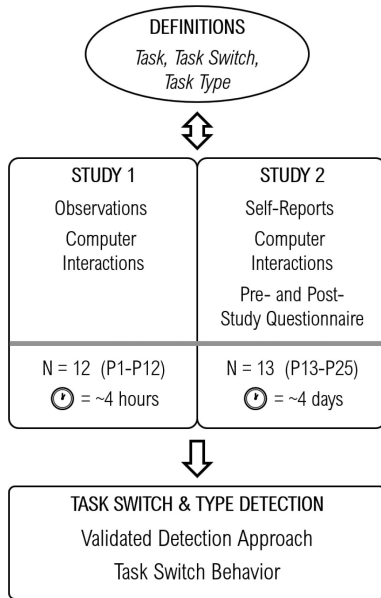 DEFINITIONS
Task, Task Switch,
Task Type
STUDY 1
Observations
Computer
Interactions
N = 12 (P1-P12)
= ~4 hours
STUDY 2
Self-Reports
Computer
Interactions
Pre- and Post-
Study Questionnaire
N = 13 (P13-P25)
= ~4 days
TASK SWITCH & TYPE DETECTION
Validated Detection Approach
Task Switch Behavior